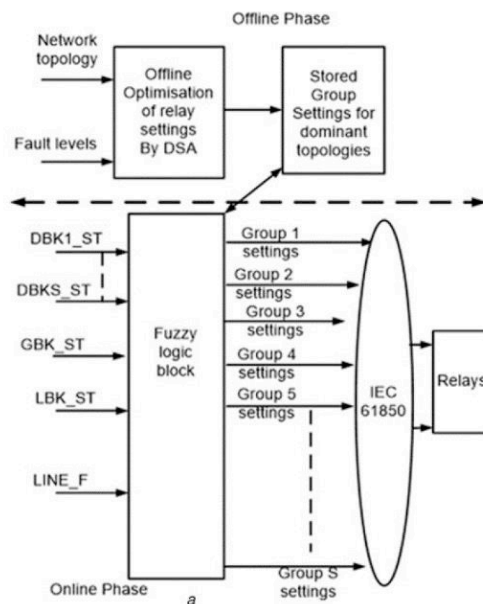 Offline Phase
Network
topology
Fault levels
Offline
Optimisation
of relay
settings
By DSA
Stored
Group
Settings for
dominant
topologies
DBK1_ST
DBKS_ST
GBK_ST
LBK_ST
LINE_F
Fuzzy
logic
block
Group 1
settings
Group 2
settings
Group 3
settings
Group 4
settings
Group 5
settings
Group S
settings
IEC
61850
Relays
Online Phase
a